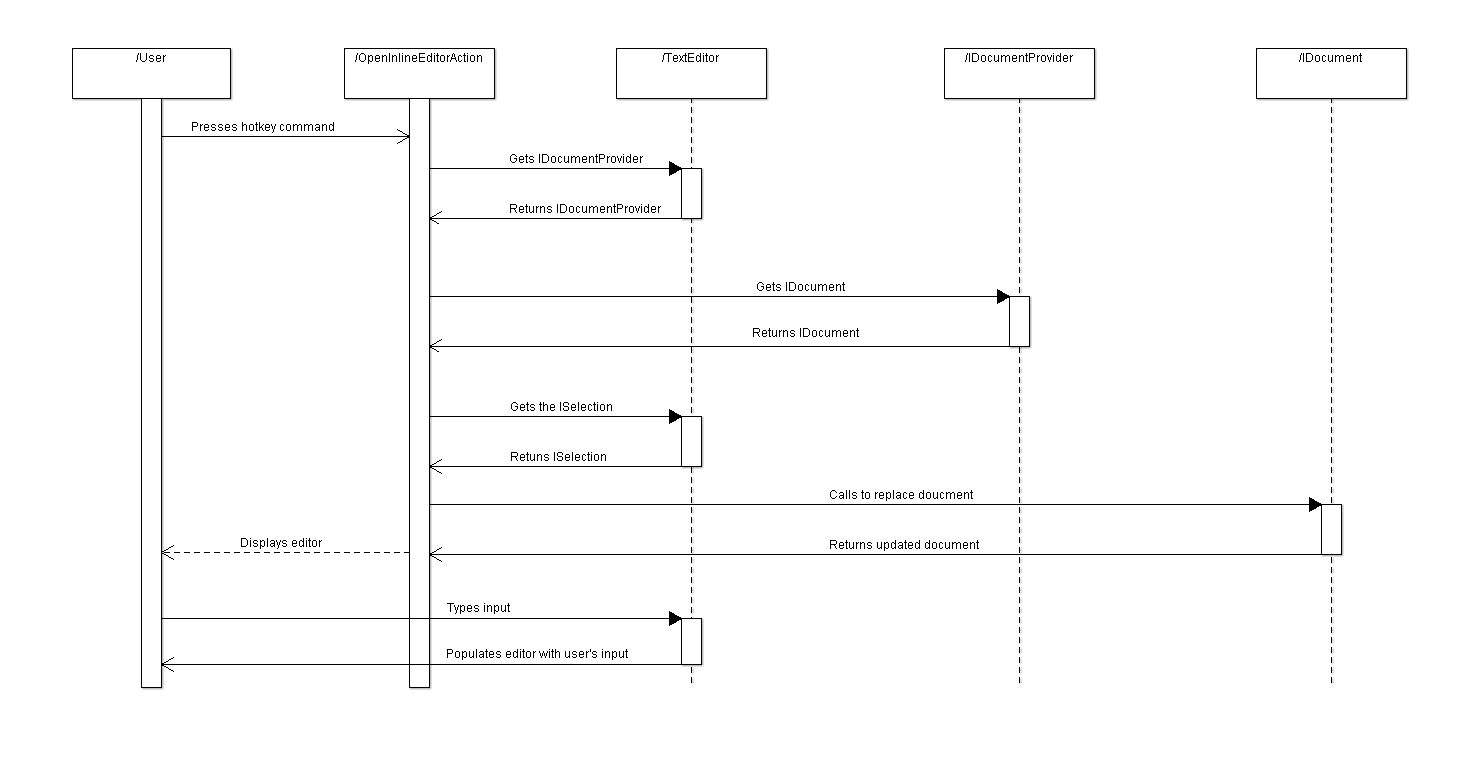 /User
/OpenInlineEditorAction
/TextEditor
/IDocumentProvider
/IDocument
Presses hotkey command
Gets IDocumentProvider
Returns IDocumentProvider
Gets IDocument
Returns IDocument
Gets the ISelection
Retuns ISelection
Calls to replace doucment
Displays editor
Returns updated document
Types input
Populates editor with user's input